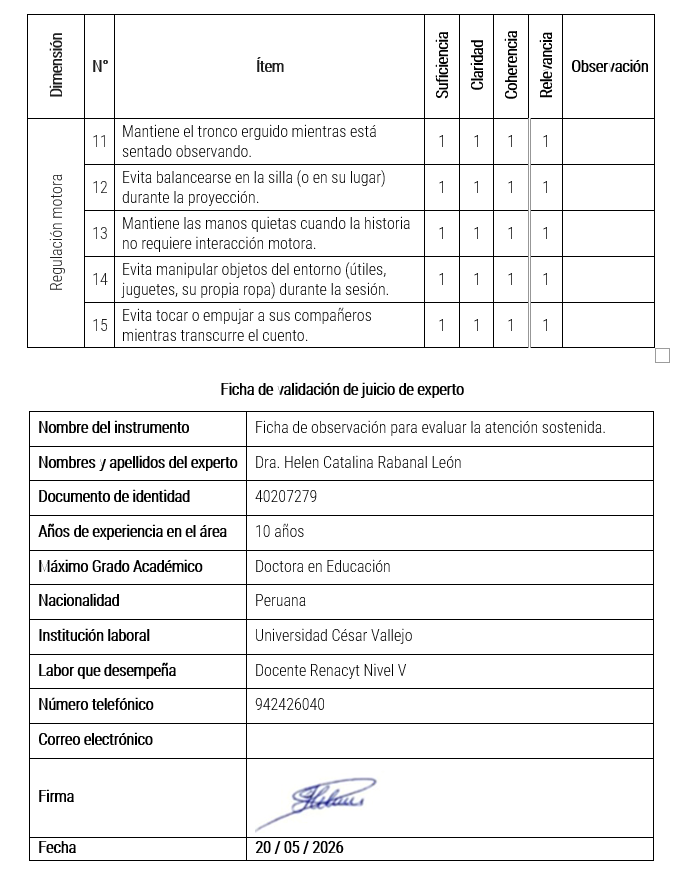 Dimensión N° Ítem Suficiencia Claridad Coherencia Relevancia Observación
Regulación motora
11 Mantiene el tronco erguido mientras está
sentado observando. 1 1 1 1
12 Evita balancearse en la silla (o en su lugar)
durante la proyección. 1 1 1 1
13 Mantiene las manos quietas cuando la historia
no requiere interacción motora. 1 1 1 1
14 Evita manipular objetos del entorno (útiles,
juguetes, su propia ropa) durante la sesión. 1 1 1 1
15 Evita tocar o empujar a sus compañeros
mientras transcurre el cuento. 1 1 1 1
Ficha de validación de juicio de experto
Nombre del instrumento Ficha de observación para evaluar la atención sostenida.
Nombres y apellidos del experto Dra. Helen Catalina Rabanal León
Documento de identidad 40207279
Años de experiencia en el área 10 años
Máximo Grado Académico Doctora en Educación
Nacionalidad Peruana
Institución laboral Universidad César Vallejo
Labor que desempeña Docente Renacyt Nivel V
Número telefónico 942426040
Correo electrónico
Firma
Fecha 20 / 05 / 2026